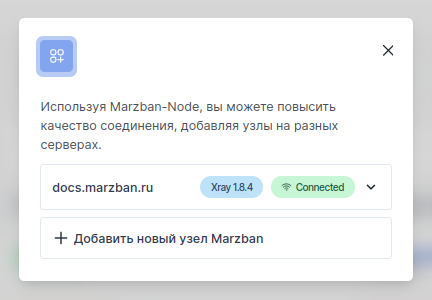 Используя Marzban-Node, вы можете повысить
качество соединения, добавляя узлы на разных
серверах.
docs.marzban.ru Xray 1.8.4 Connected
Добавить новый узел Marzban